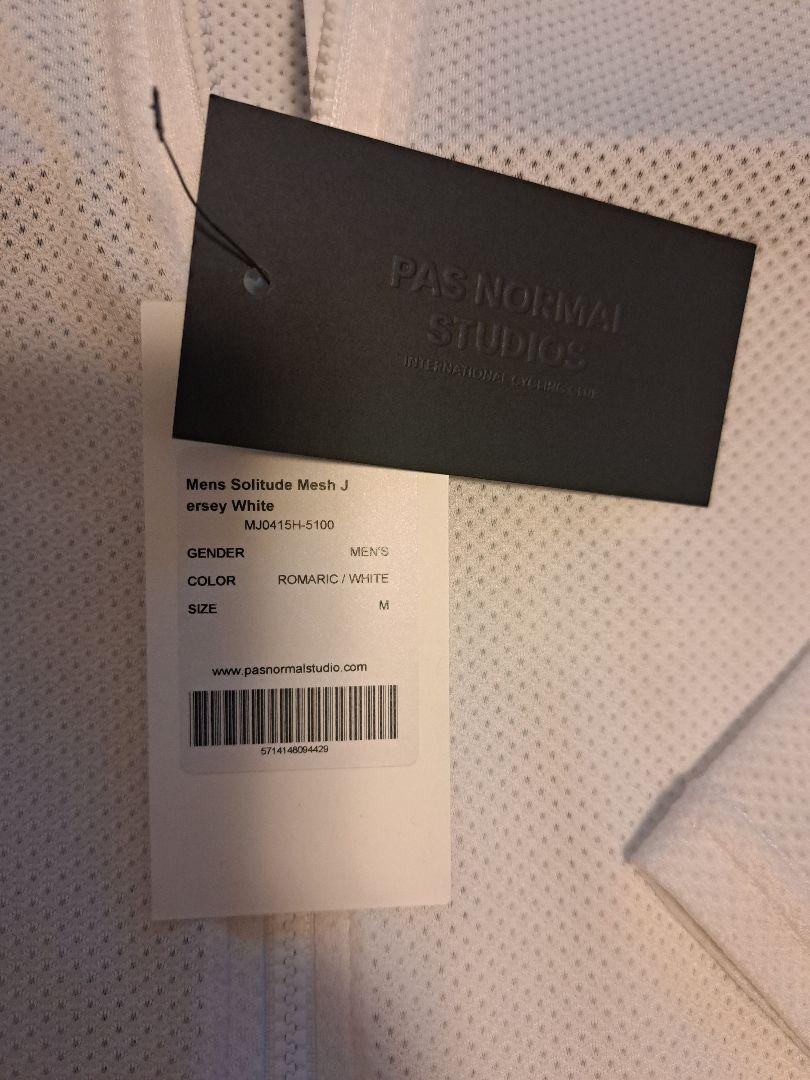 PAS NORMAL
STUDIOS
INTERNATIONAL CYCLING CLUB
Mens Solitude Mesh J
ersey White
MJ0415H-5100
GENDER MEN'S
COLOR ROMARIC / WHITE
SIZE M
www.pasnormalstudio.com
5714148094429